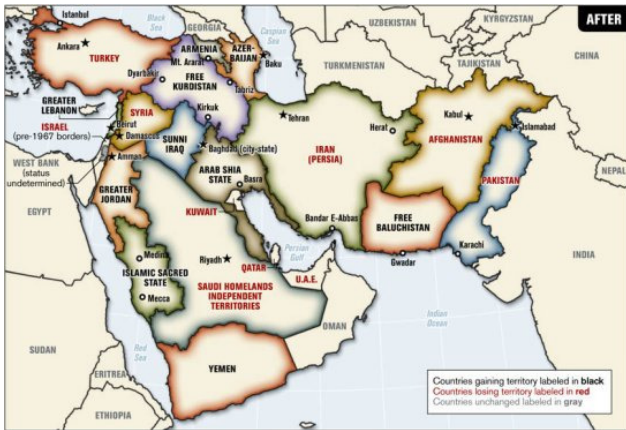 AFTER
Istanbul
Black
Sea
GEORGIA
Caspian
Sea
UZBEKISTAN
KYRGYZSTAN
Ankara
TURKEY
ARMENIA
AZER-
BAIJAN
Mt. Ararat
Baku
TURKMENISTAN
TAJIKISTAN
CHINA
Dyarbakir
FREE
KURDISTAN
Tabriz
GREATER
LEBANON
SYRIA
Kirkuk
Tehran
Herat
Kabul
Islamabad
ISRAEL
(pre-1967 borders)
Beirut
Damascus
SUNNI
IRAQ
Baghdad (city-state)
IRAN
(PERSIA)
AFGHANISTAN
WEST BANK
(status
undetermined)
Amman
ARAB SHIA
STATE
Basra
PAKISTAN
NEPAL
EGYPT
GREATER
JORDAN
KUWAIT
Bandar E-Abbas
FREE
BALUCHISTAN
Karachi
INDIA
Medina
Riyadh
Persian
Gulf
Gwadar
ISLAMIC SACRED
STATE
QATAR
U.A.E.
Mecca
SAUDI HOMELANDS
INDEPENDENT
TERRITORIES
OMAN
Indian
Ocean
SUDAN
Red
Sea
YEMEN
ERITREA
ETHIOPIA
Countries gaining territory labeled in black
Countries losing territory labeled in red
Countries unchanged labeled in gray